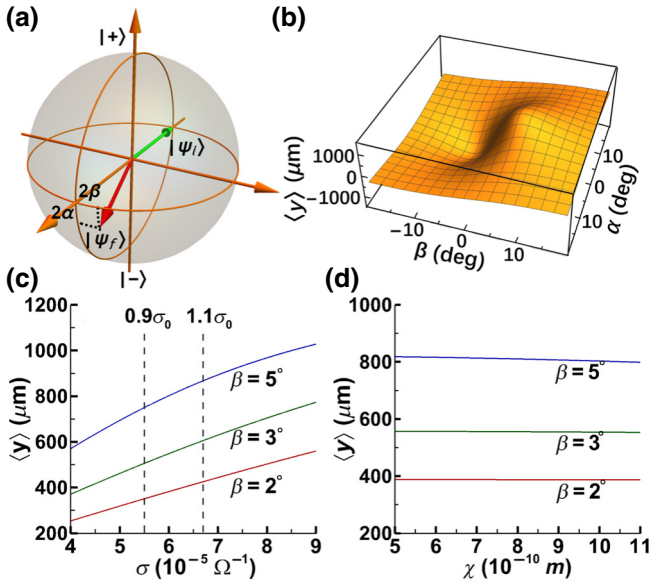 (a)
|+⟩
|ψi⟩
2β
2α
|ψf⟩
|−⟩
(b)
⟨y⟩ (μm)
1000
0
−1000
−10
0
10
β (deg)
10
0
10
α (deg)
(c)
1200
1000
800
600
400
200
⟨y⟩ (μm)
0.9σ0
1.1σ0
β = 5°
β = 3°
β = 2°
4 5 6 7 8 9
σ (10⁻⁵ Ω⁻¹)
(d)
1000
800
600
400
200
⟨y⟩ (μm)
β = 5°
β = 3°
β = 2°
5 6 7 8 9 10 11
χ (10⁻¹⁰ m)